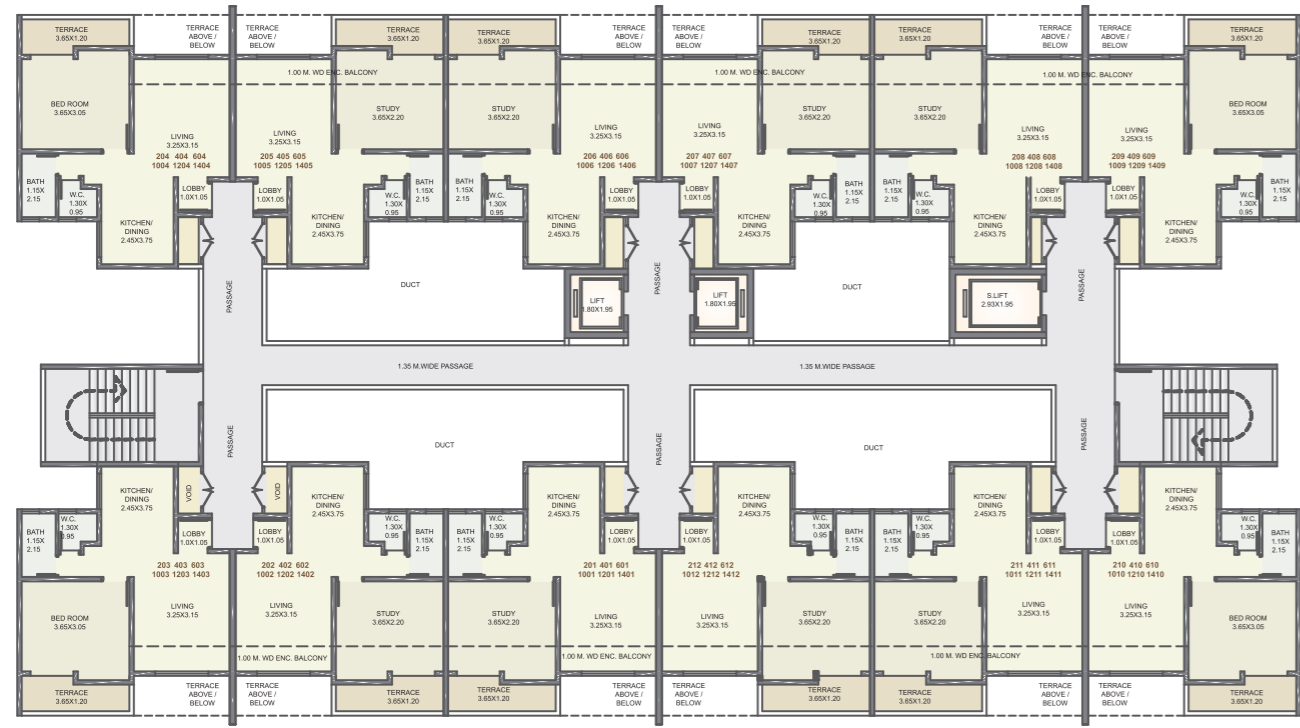 TERRACE
3.65X1.20
TERRACE
ABOVE /
BELOW
TERRACE
ABOVE /
BELOW
TERRACE
3.65X1.20
TERRACE
3.65X1.20
TERRACE
ABOVE /
BELOW
TERRACE
ABOVE /
BELOW
TERRACE
3.65X1.20
TERRACE
3.65X1.20
TERRACE
ABOVE /
BELOW
TERRACE
ABOVE /
BELOW
TERRACE
3.65X1.20
1.00 M. WD ENC. BALCONY
1.00 M. WD ENC. BALCONY
1.00 M. WD ENC. BALCONY
BED ROOM
3.65X3.05
LIVING
3.25X3.15
204 404 604
1004 1204 1404
LIVING
3.25X3.15
205 405 605
1005 1205 1405
STUDY
3.65X2.20
STUDY
3.65X2.20
LIVING
3.25X3.15
206 406 606
1006 1206 1406
LIVING
3.25X3.15
207 407 607
1007 1207 1407
STUDY
3.65X2.20
STUDY
3.65X2.20
LIVING
3.25X3.15
208 408 608
1008 1208 1408
LIVING
3.25X3.15
209 409 609
1009 1209 1409
BED ROOM
3.65X3.05
BATH
1.15X
2.15
W.C.
1.30X
0.95
LOBBY
1.0X1.05
LOBBY
1.0X1.05
W.C.
1.30X
0.95
BATH
1.15X
2.15
BATH
1.15X
2.15
W.C.
1.30X
0.95
LOBBY
1.0X1.05
LOBBY
1.0X1.05
W.C.
1.30X
0.95
BATH
1.15X
2.15
BATH
1.15X
2.15
W.C.
1.30X
0.95
LOBBY
1.0X1.05
LOBBY
1.0X1.05
W.C.
1.30X
0.95
BATH
1.15X
2.15
KITCHEN/
DINING
2.45X3.75
KITCHEN/
DINING
2.45X3.75
KITCHEN/
DINING
2.45X3.75
KITCHEN/
DINING
2.45X3.75
KITCHEN/
DINING
2.45X3.75
KITCHEN/
DINING
2.45X3.75
PASSAGE
DUCT
LIFT
1.80X1.95
PASSAGE
LIFT
1.80X1.95
DUCT
S.LIFT
2.93X1.95
PASSAGE
1.35 M.WIDE PASSAGE
1.35 M.WIDE PASSAGE
PASSAGE
DUCT
PASSAGE
DUCT
PASSAGE
KITCHEN/
DINING
2.45X3.75
VOID
VOID
KITCHEN/
DINING
2.45X3.75
KITCHEN/
DINING
2.45X3.75
KITCHEN/
DINING
2.45X3.75
KITCHEN/
DINING
2.45X3.75
KITCHEN/
DINING
2.45X3.75
BATH
1.15X
2.15
W.C.
1.30X
0.95
LOBBY
1.0X1.05
LOBBY
1.0X1.05
W.C.
1.30X
0.95
BATH
1.15X
2.15
BATH
1.15X
2.15
W.C.
1.30X
0.95
LOBBY
1.0X1.05
LOBBY
1.0X1.05
W.C.
1.30X
0.95
BATH
1.15X
2.15
BATH
1.15X
2.15
W.C.
1.30X
0.95
LOBBY
1.0X1.05
LOBBY
1.0X1.05
W.C.
1.30X
0.95
BATH
1.15X
2.15
203 403 603
1003 1203 1403
202 402 602
1002 1202 1402
201 401 601
1001 1201 1401
212 412 612
1012 1212 1412
211 411 611
1011 1211 1411
210 410 610
1010 1210 1410
BED ROOM
3.65X3.05
LIVING
3.25X3.15
LIVING
3.25X3.15
STUDY
3.65X2.20
STUDY
3.65X2.20
LIVING
3.25X3.15
LIVING
3.25X3.15
STUDY
3.65X2.20
STUDY
3.65X2.20
LIVING
3.25X3.15
LIVING
3.25X3.15
BED ROOM
3.65X3.05
1.00 M. WD ENC. BALCONY
1.00 M. WD ENC. BALCONY
1.00 M. WD ENC. BALCONY
TERRACE
3.65X1.20
TERRACE
ABOVE /
BELOW
TERRACE
ABOVE /
BELOW
TERRACE
3.65X1.20
TERRACE
3.65X1.20
TERRACE
ABOVE /
BELOW
TERRACE
ABOVE /
BELOW
TERRACE
3.65X1.20
TERRACE
3.65X1.20
TERRACE
ABOVE /
BELOW
TERRACE
ABOVE /
BELOW
TERRACE
3.65X1.20